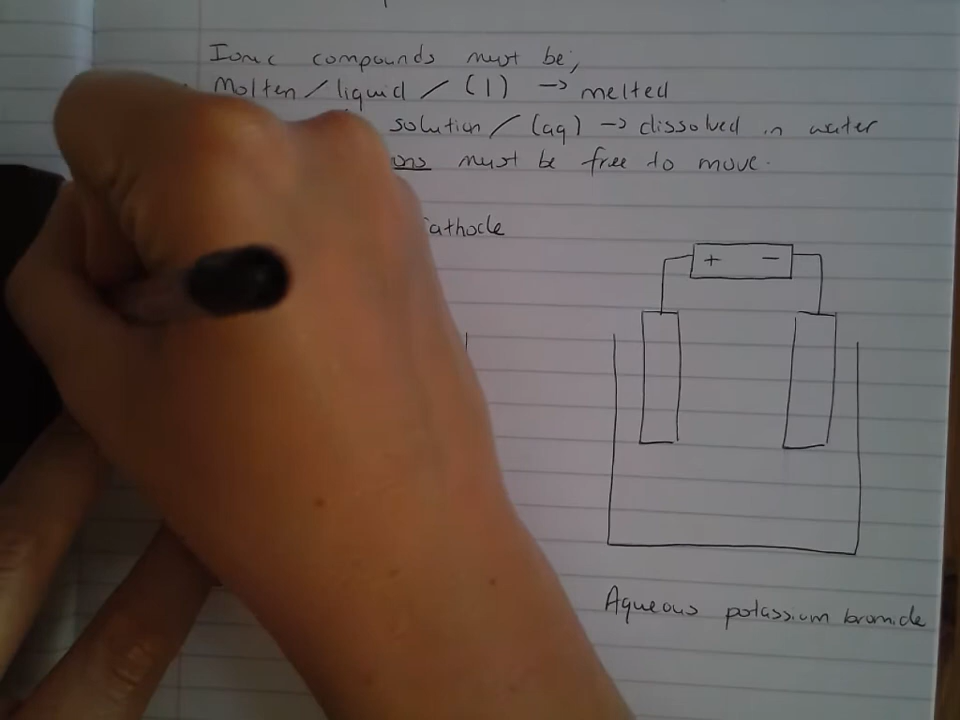 Ionic compounds must be;
Molten / liquid / (l) → melted
solution / (aq) → dissolved in water
must be free to move.
+ −
Aqueous potassium bromide